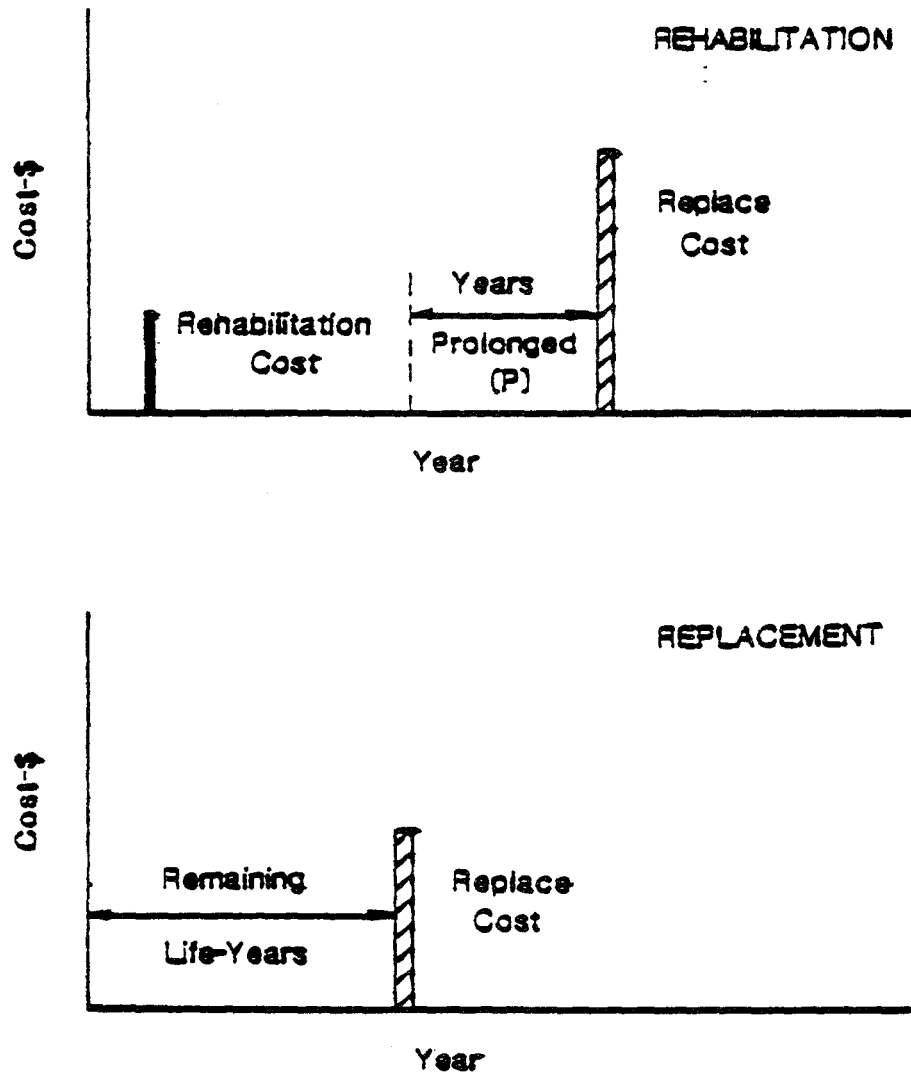 REHABILITATION
Cost-$
Replace
Cost
Years
Rehabilitation
Cost
Prolonged
(P)
Year
REPLACEMENT
Cost-$
Remaining
Life-Years
Replace
Cost
Year